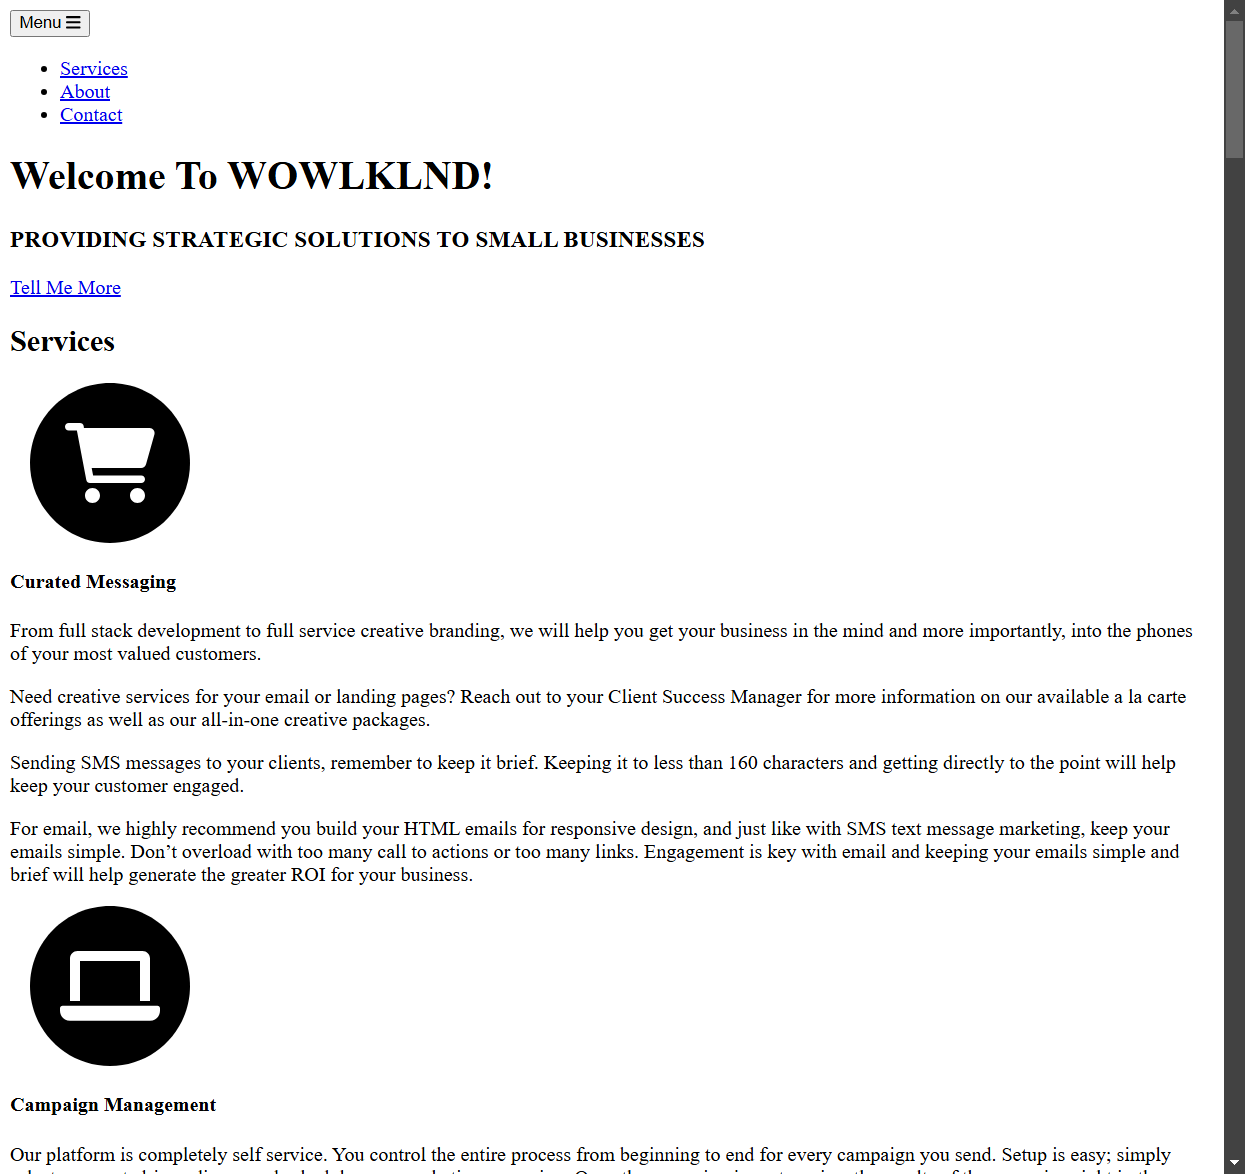 Menu
Services
About
Contact
Welcome To WOWLKLND!
PROVIDING STRATEGIC SOLUTIONS TO SMALL BUSINESSES
Tell Me More
Services
Curated Messaging
From full stack development to full service creative branding, we will help you get your business in the mind and more importantly, into the phones
of your most valued customers.
Need creative services for your email or landing pages? Reach out to your Client Success Manager for more information on our available a la carte
offerings as well as our all-in-one creative packages.
Sending SMS messages to your clients, remember to keep it brief. Keeping it to less than 160 characters and getting directly to the point will help
keep your customer engaged.
For email, we highly recommend you build your HTML emails for responsive design, and just like with SMS text message marketing, keep your
emails simple. Don’t overload with too many call to actions or too many links. Engagement is key with email and keeping your emails simple and
brief will help generate the greater ROI for your business.
Campaign Management
Our platform is completely self service. You control the entire process from beginning to end for every campaign you send. Setup is easy; simply